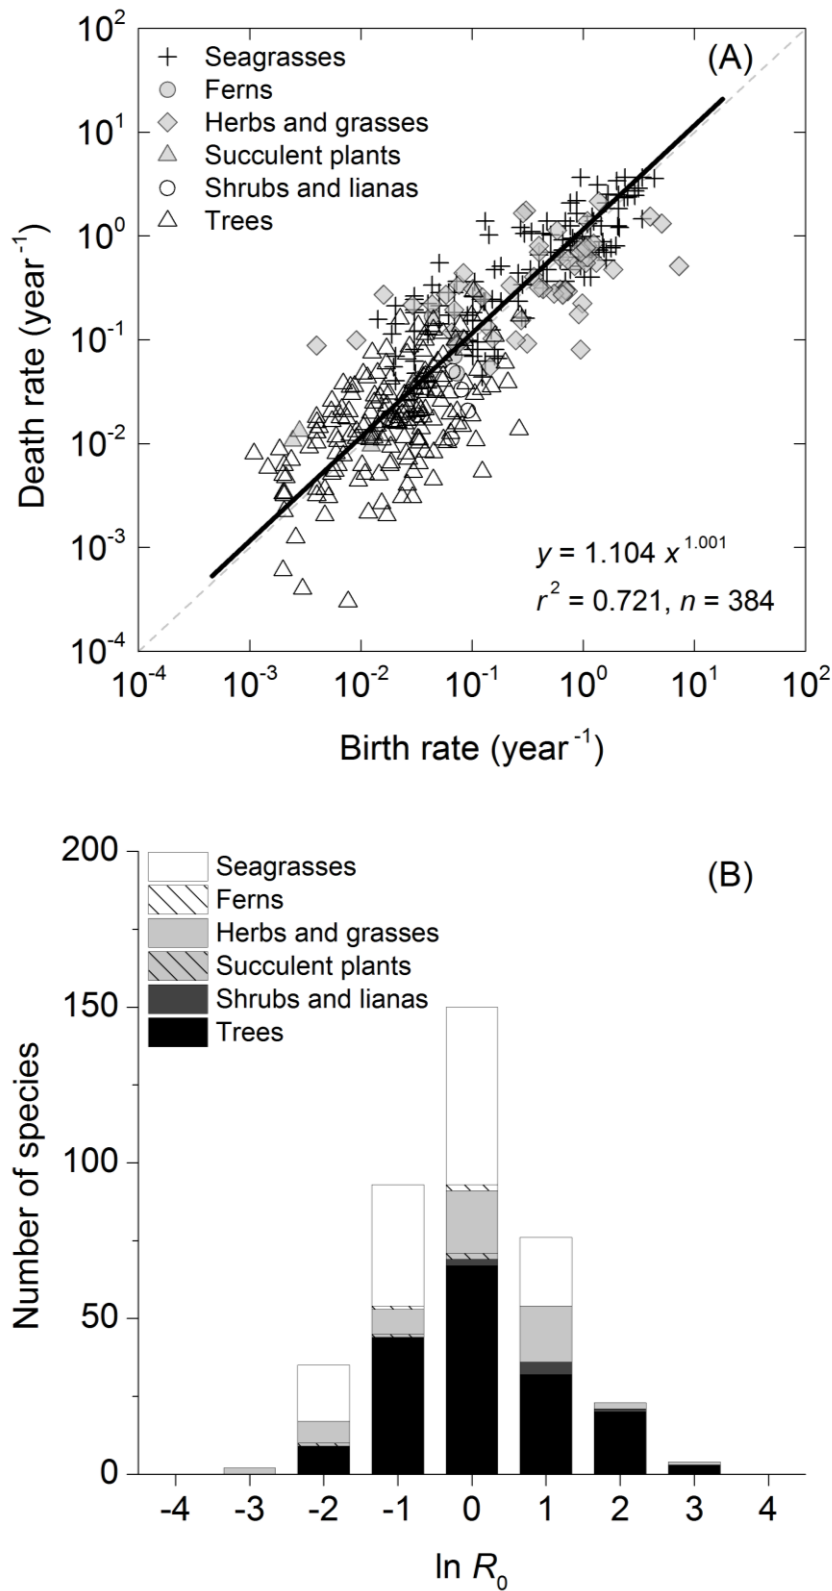 (A)
Seagrasses
Ferns
Herbs and grasses
Succulent plants
Shrubs and lianas
Trees
10²
10¹
10⁰
10⁻¹
10⁻²
10⁻³
10⁻⁴
Death rate (year⁻¹)
y = 1.104 x^1.001
r² = 0.721, n = 384
10⁻⁴ 10⁻³ 10⁻² 10⁻¹ 10⁰ 10¹ 10²
Birth rate (year⁻¹)
(B)
Seagrasses
Ferns
Herbs and grasses
Succulent plants
Shrubs and lianas
Trees
200
150
100
50
0
Number of species
-4 -3 -2 -1 0 1 2 3 4
ln R₀